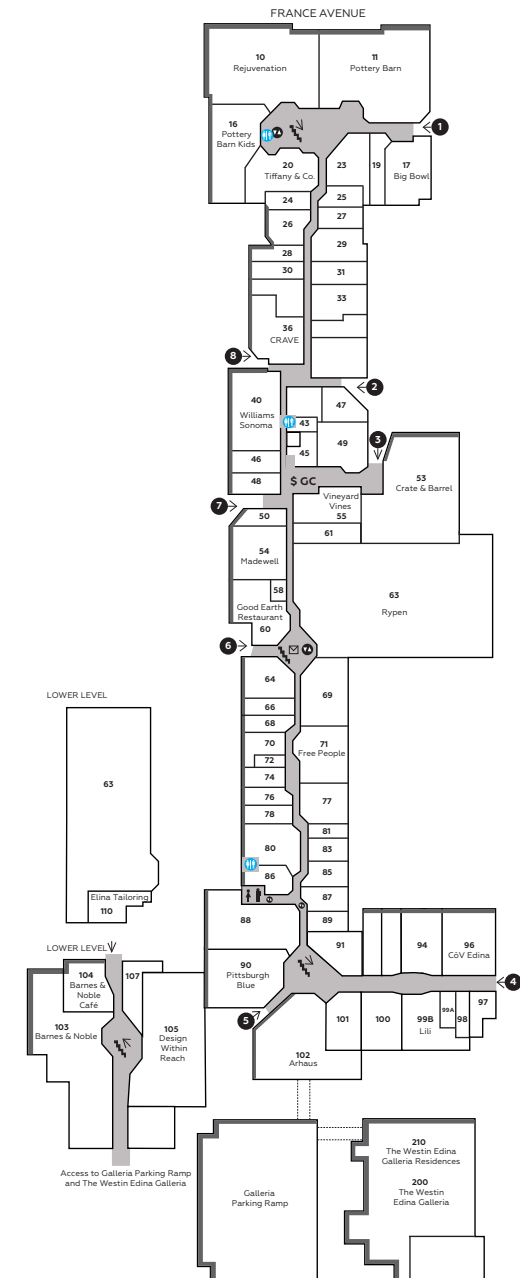 FRANCE AVENUE
10
Rejuvenation
11
Pottery Barn
16
Pottery
Barn Kids
1
20
Tiffany & Co.
23
19
17
Big Bowl
24
25
26
27
28
29
30
31
33
36
CRAVE
8
2
40
Williams
Sonoma
43
47
3
45
49
46
48
$ GC
53
Crate & Barrel
Vineyard
Vines
55
7
50
61
54
Madewell
58
63
Rypen
Good Earth
Restaurant
60
6
64
66
68
69
70
72
71
Free People
74
76
77
78
80
81
83
85
86
87
88
89
LOWER LEVEL
63
Elina Tailoring
110
90
Pittsburgh
Blue
91
94
96
CōV Edina
4
5
101
100
99B
Lili
99A
98
97
102
Arhaus
LOWER LEVEL
104
Barnes &
Noble
Café
107
103
Barnes & Noble
105
Design
Within
Reach
Access to Galleria Parking Ramp
and The Westin Edina Galleria
Galleria
Parking Ramp
210
The Westin Edina
Galleria Residences
200
The Westin
Edina Galleria